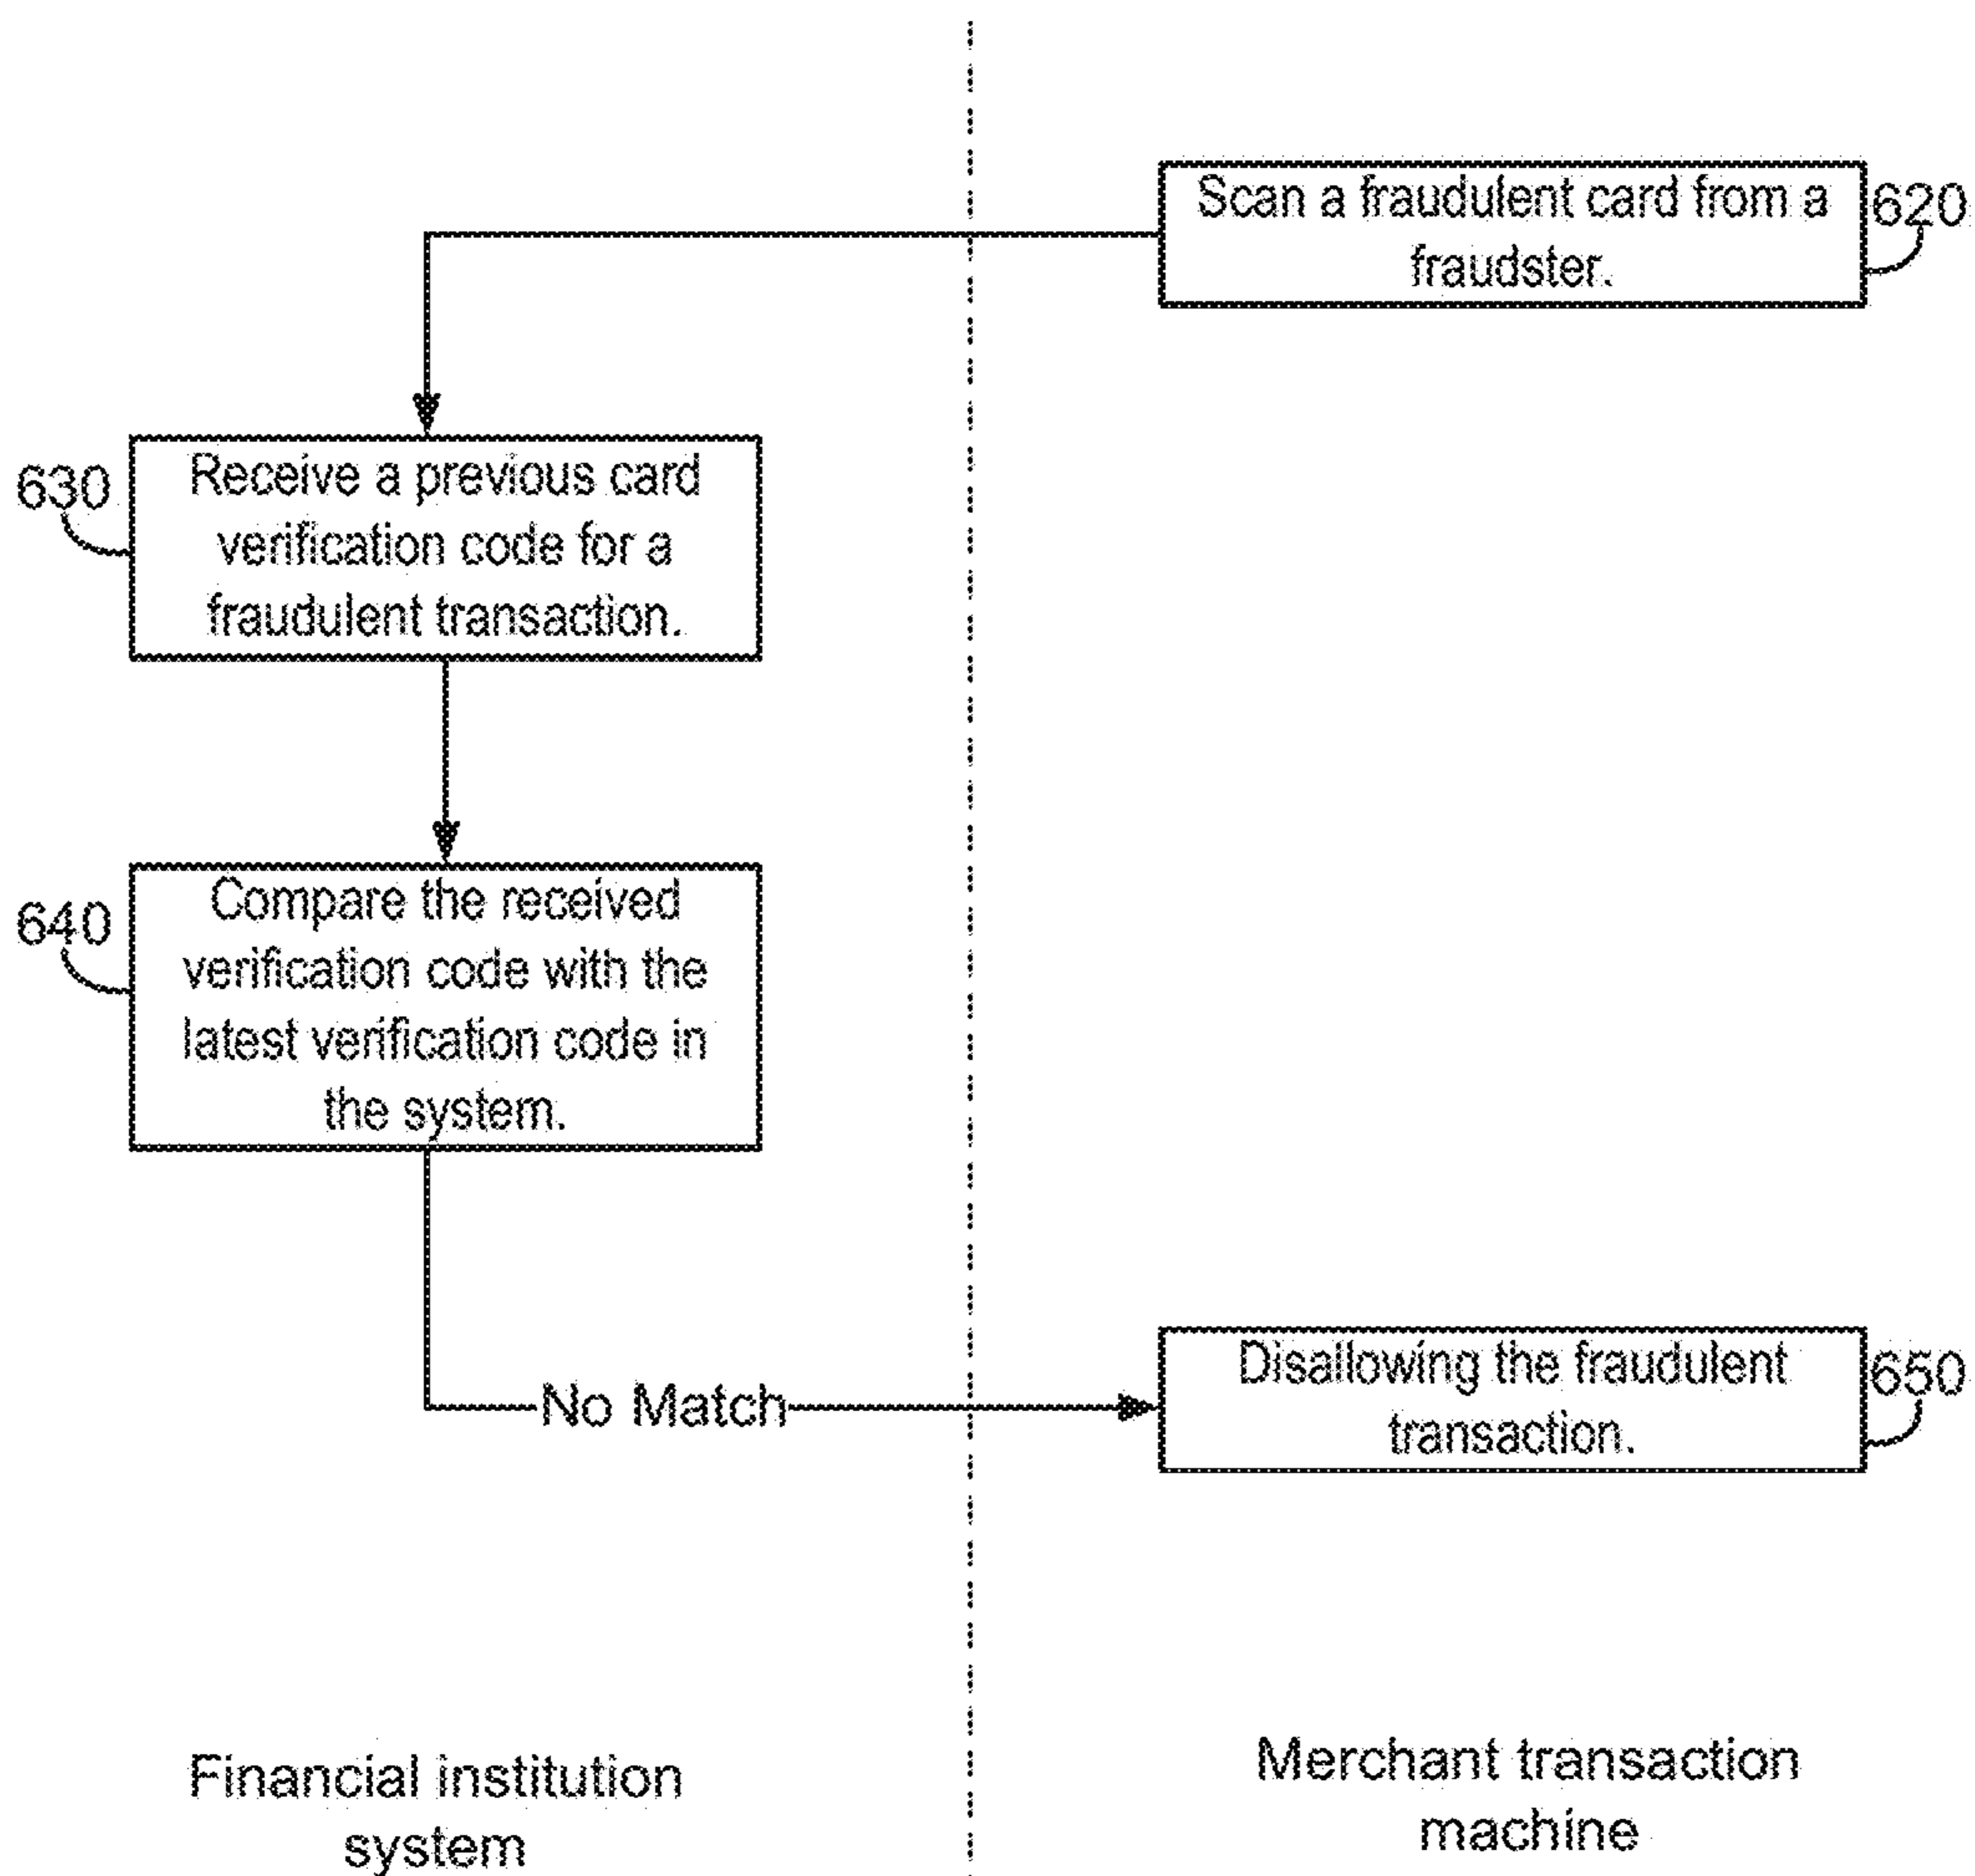 Scan a fraudulent card from a
fraudster.
620
630
Receive a previous card
verification code for a
fraudulent transaction.
640
Compare the received
verification code with the
latest verification code in
the system.
No Match
Disallowing the fraudulent
transaction.
650
Financial institution
system
Merchant transaction
machine